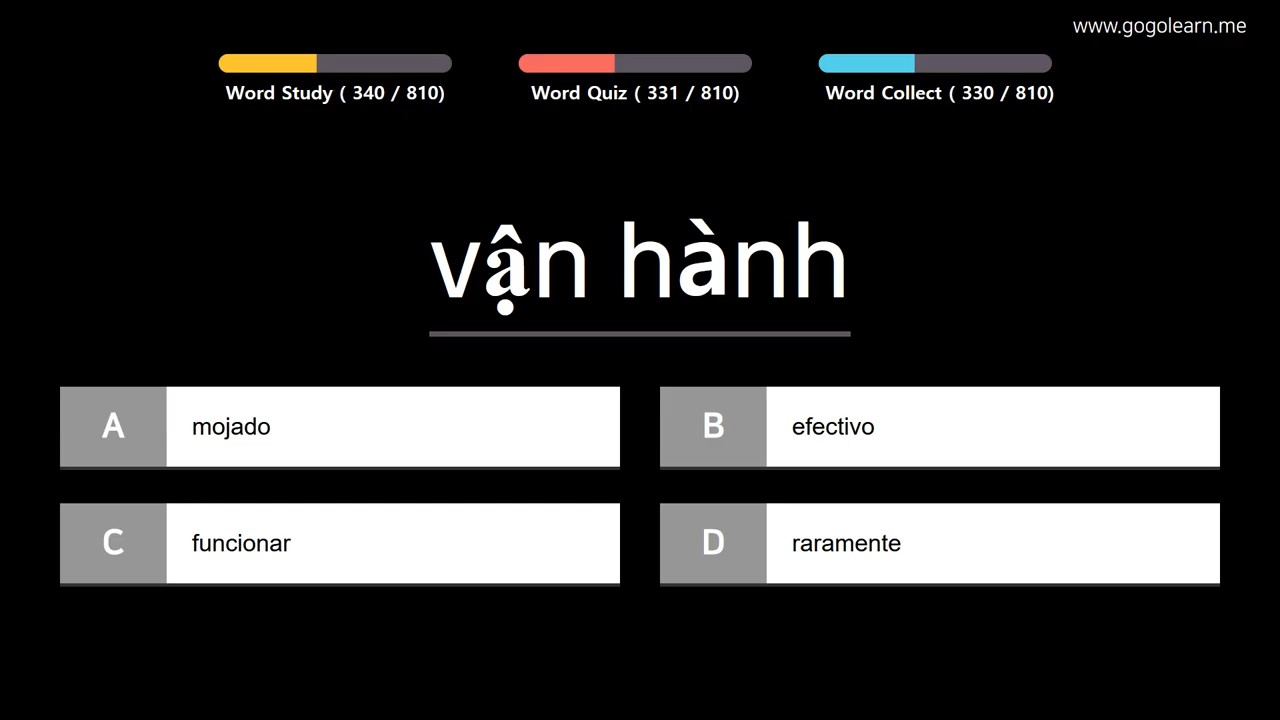 www.gogolearn.me
Word Study ( 340 / 810)
Word Quiz ( 331 / 810)
Word Collect ( 330 / 810)
vận hành
A mojado
B efectivo
C funcionar
D raramente